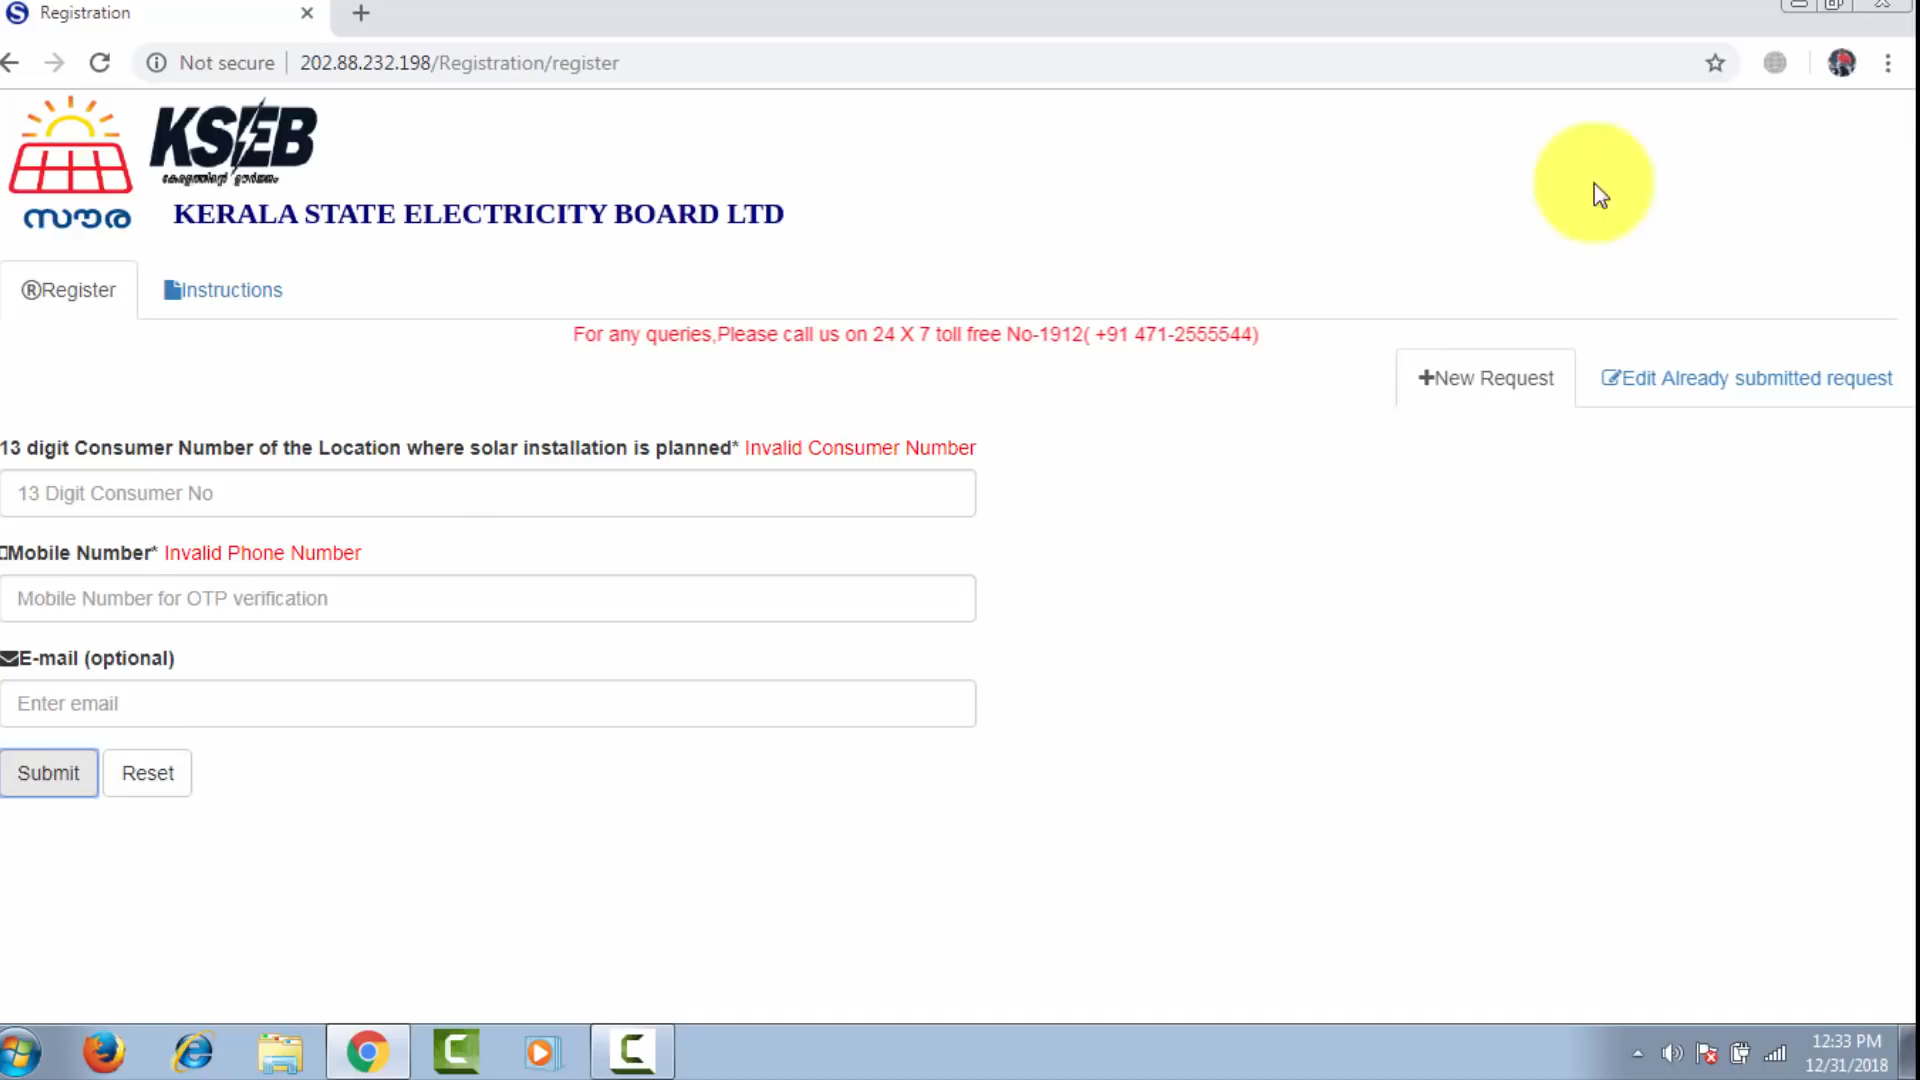 Registration
Not secure 202.88.232.198/Registration/register
KSEB
കേരളത്തിന്റെ ഊർജ്ജം
സൗര
KERALA STATE ELECTRICITY BOARD LTD
®Register Instructions
For any queries,Please call us on 24 X 7 toll free No-1912( +91 471-2555544)
New Request Edit Already submitted request
13 digit Consumer Number of the Location where solar installation is planned* Invalid Consumer Number
13 Digit Consumer No
Mobile Number* Invalid Phone Number
Mobile Number for OTP verification
E-mail (optional)
Enter email
Submit Reset
12:33 PM
12/31/2018